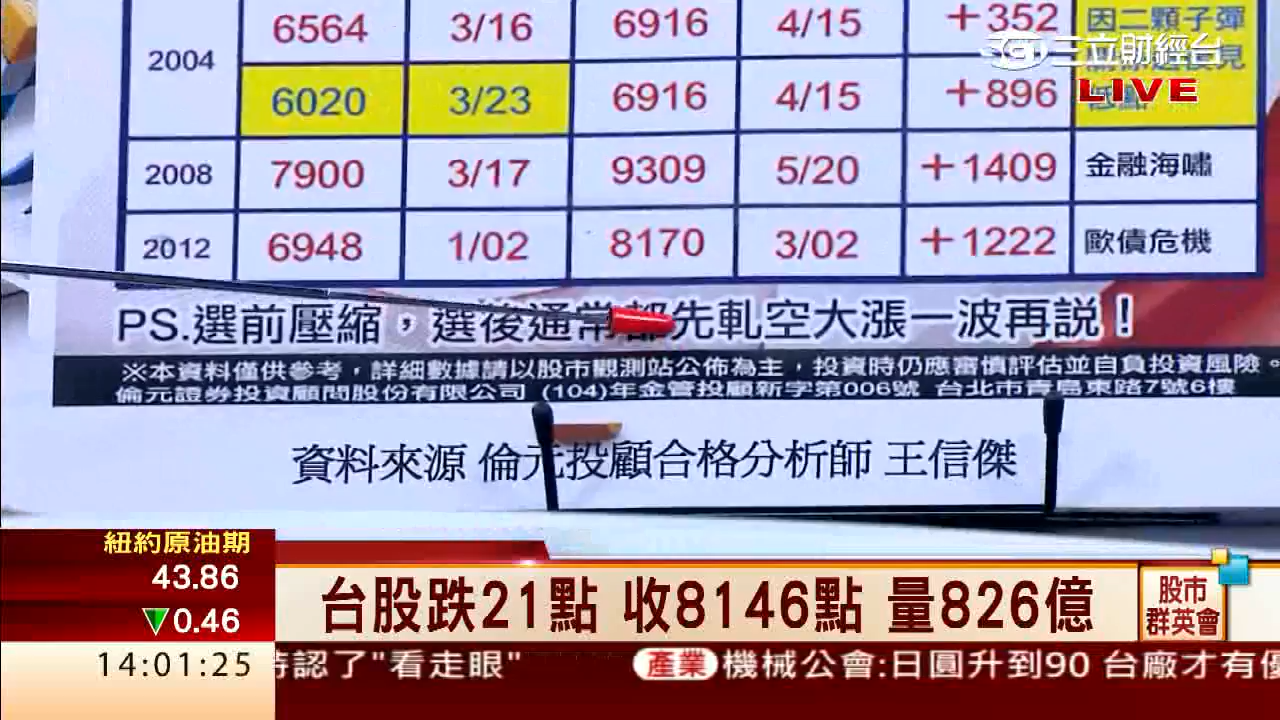 2004 6564 3/16 6916 4/15 +352 因二顆子彈
6020 3/23 6916 4/15 +896
2008 7900 3/17 9309 5/20 +1409 金融海嘯
2012 6948 1/02 8170 3/02 +1222 歐債危機
三立財經台
LIVE
PS.選前壓縮，選後通常都先軋空大漲一波再説！
※本資料僅供參考，詳細數據請以股市觀測站公佈為主，投資時仍應審慎評估並自負投資風險。
倫元證券投資顧問股份有限公司 (104)年金管投顧新字第006號 台北市青島東路7號6樓
資料來源 倫元投顧合格分析師 王信傑
紐約原油期
43.86
▼0.46
台股跌21點 收8146點 量826億
股市
群英會
14:01:25 認了"看走眼" 產業 機械公會:日圓升到90 台廠才有優